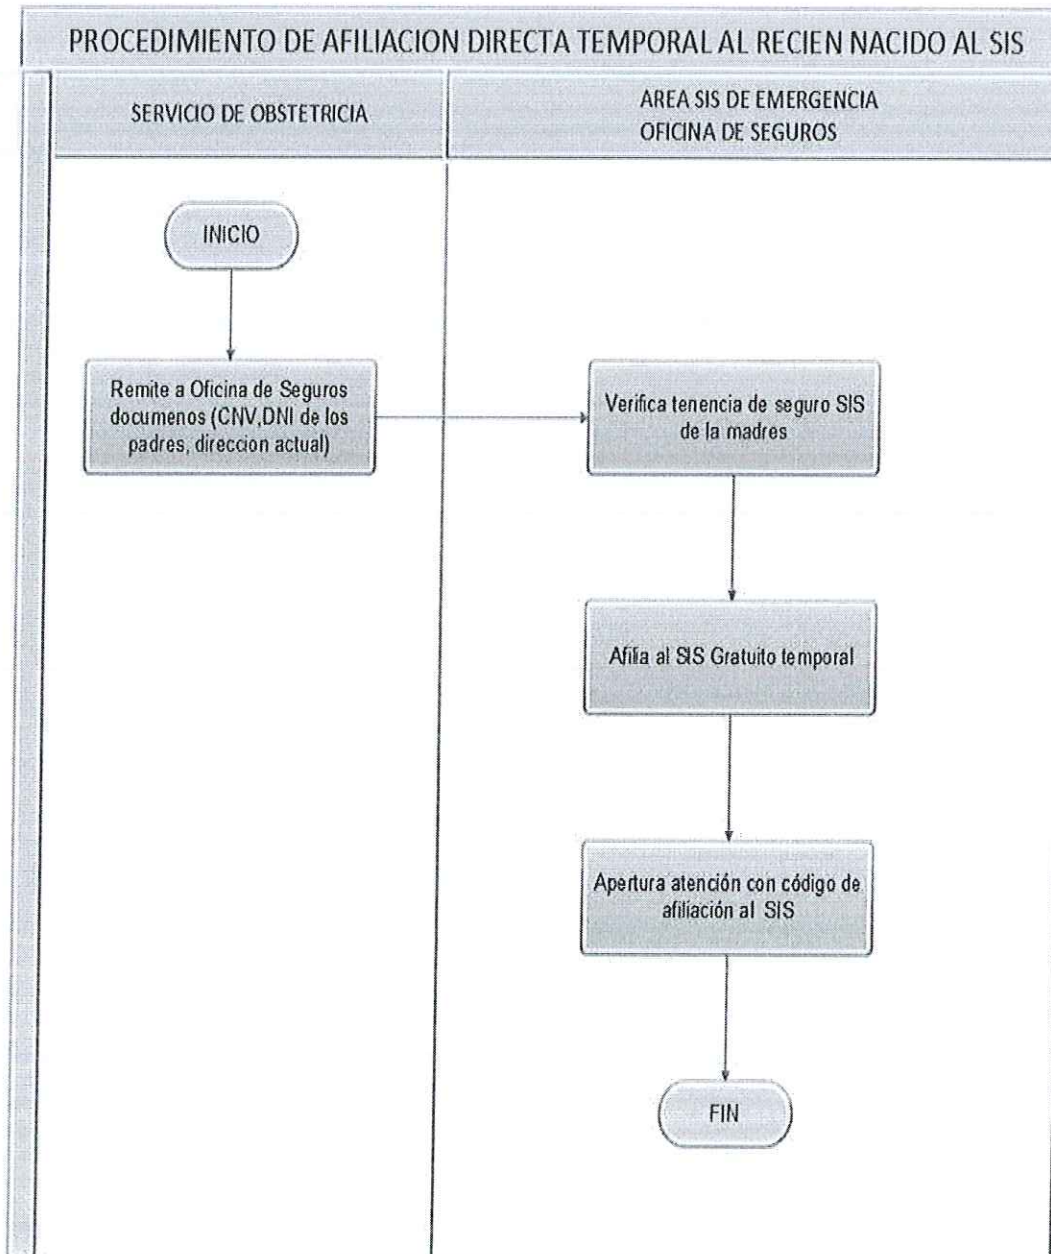 PROCEDIMIENTO DE AFILIACION DIRECTA TEMPORAL AL RECIEN NACIDO AL SIS
SERVICIO DE OBSTETRICIA
AREA SIS DE EMERGENCIA
OFICINA DE SEGUROS
INICIO
Remite a Oficina de Seguros
documenos (CNV,DNI de los
padres, direccion actual)
Verifica tenencia de seguro SIS
de la madres
Afilia al SIS Gratuito temporal
Apertura atención con código de
afiliación al SIS
FIN